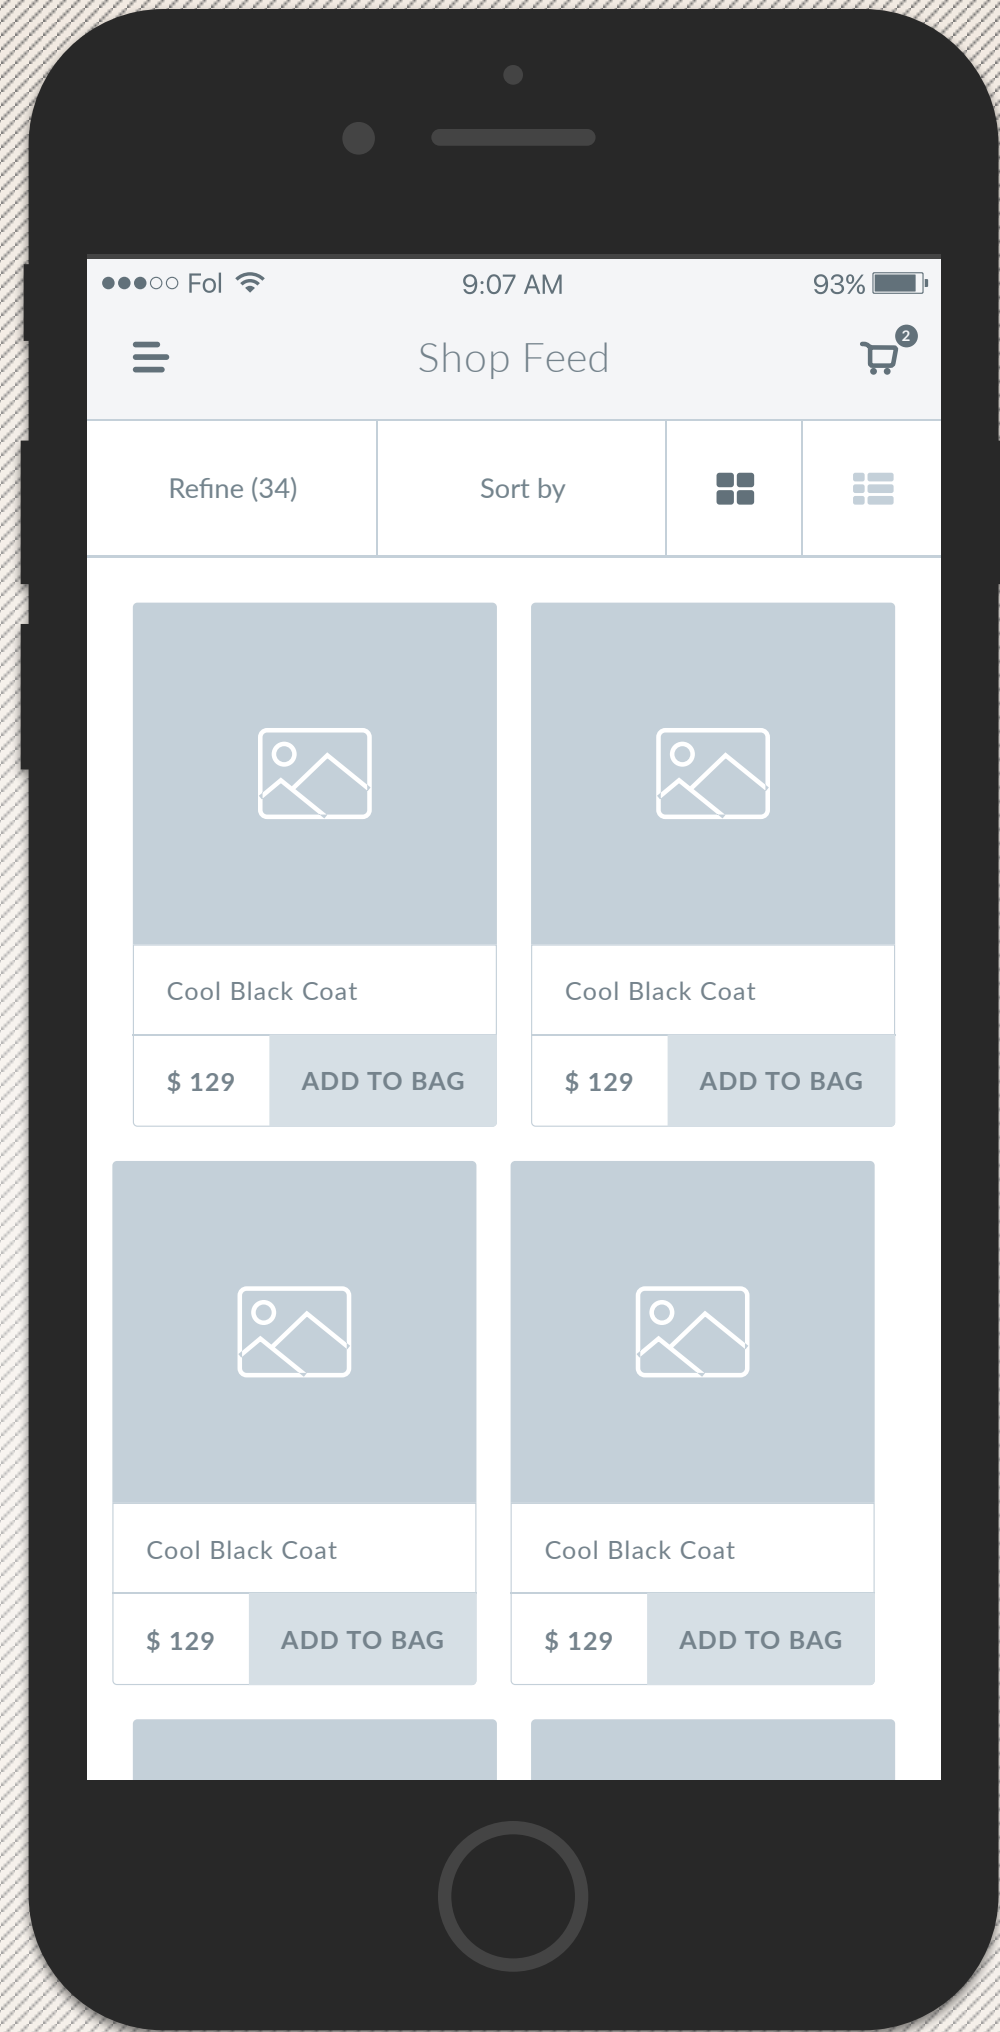 Fol 9:07 AM 93%
Shop Feed 2
Refine (34) Sort by
Cool Black Coat Cool Black Coat
$ 129 ADD TO BAG $ 129 ADD TO BAG
Cool Black Coat Cool Black Coat
$ 129 ADD TO BAG $ 129 ADD TO BAG